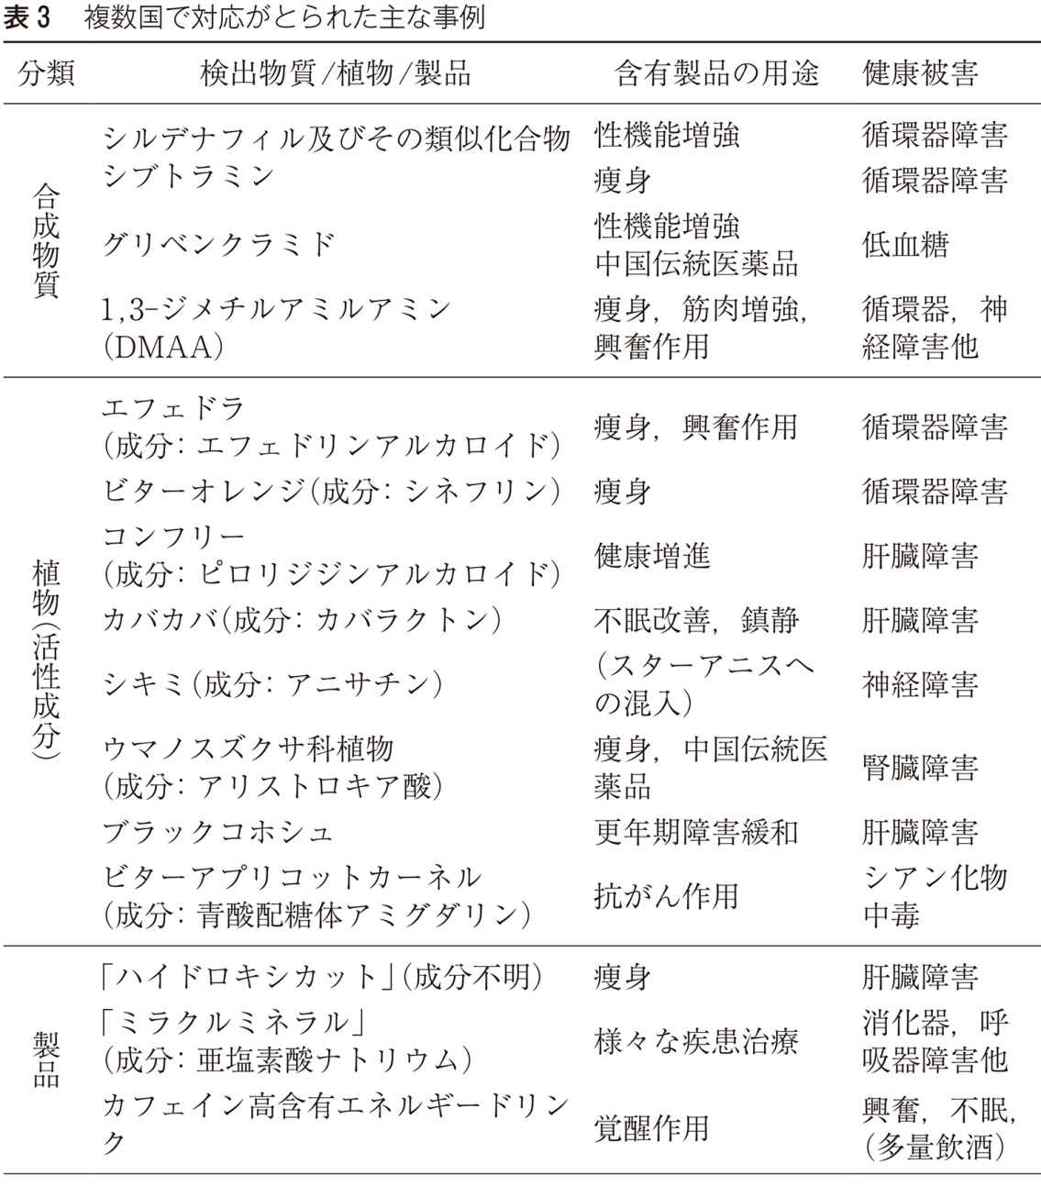 表3 複数国で対応がとられた主な事例
分類 検出物質/植物/製品 含有製品の用途 健康被害
合成物質
シルデナフィル及びその類似化合物 性機能増強 循環器障害
シブトラミン 痩身 循環器障害
グリベンクラミド 性機能増強 低血糖
中国伝統医薬品
1,3-ジメチルアミルアミン 痩身，筋肉増強， 循環器，神
(DMAA) 興奮作用 経障害他
植物(活性成分)
エフェドラ
(成分：エフェドリンアルカロイド) 痩身，興奮作用 循環器障害
ビターオレンジ(成分：シネフリン) 痩身 循環器障害
コンフリー
(成分：ピロリジジンアルカロイド) 健康増進 肝臓障害
カバカバ(成分：カバラクトン) 不眠改善，鎮静 肝臓障害
シキミ(成分：アニサチン) (スターアニスへ 神経障害
の混入)
ウマノスズクサ科植物 痩身，中国伝統医 腎臓障害
(成分：アリストロキア酸) 薬品
ブラックコホシュ 更年期障害緩和 肝臓障害
ビターアプリコットカーネル 抗がん作用 シアン化物
(成分：青酸配糖体アミグダリン) 中毒
製品
「ハイドロキシカット」(成分不明) 痩身 肝臓障害
「ミラクルミネラル」 様々な疾患治療 消化器，呼
(成分：亜塩素酸ナトリウム) 吸器障害他
カフェイン高含有エネルギードリン 覚醒作用 興奮，不眠，
ク (多量飲酒)